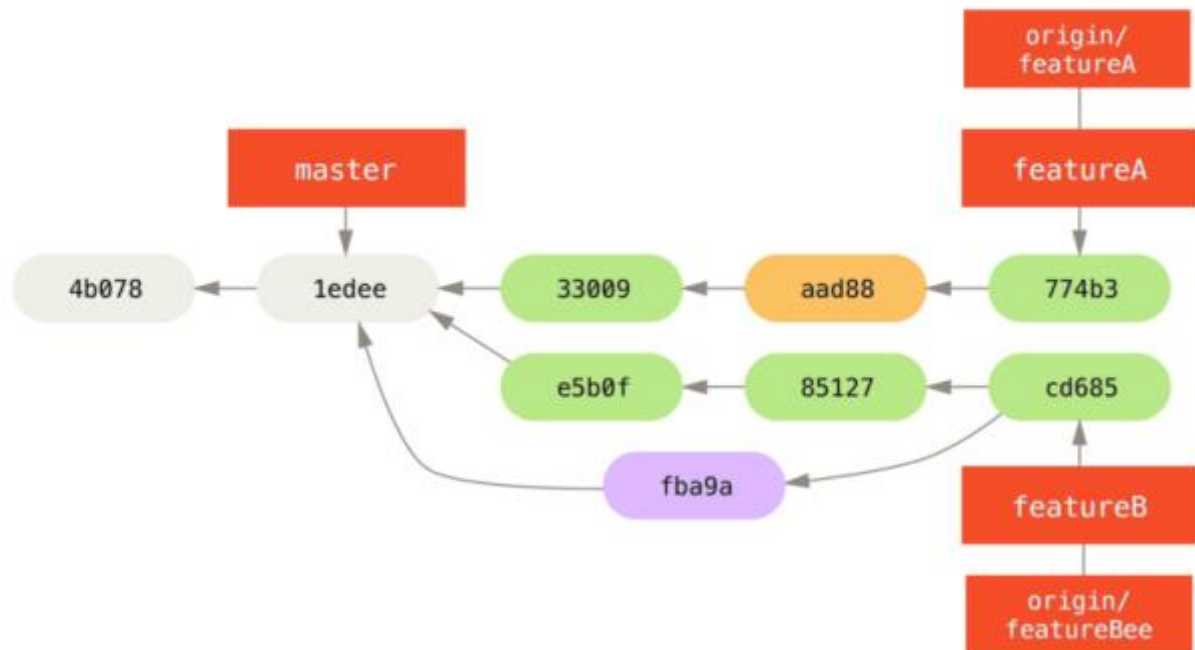 origin/
featureA
master
featureA
4b078
1edee
33009
aad88
774b3
e5b0f
85127
cd685
fba9a
featureB
origin/
featureBee